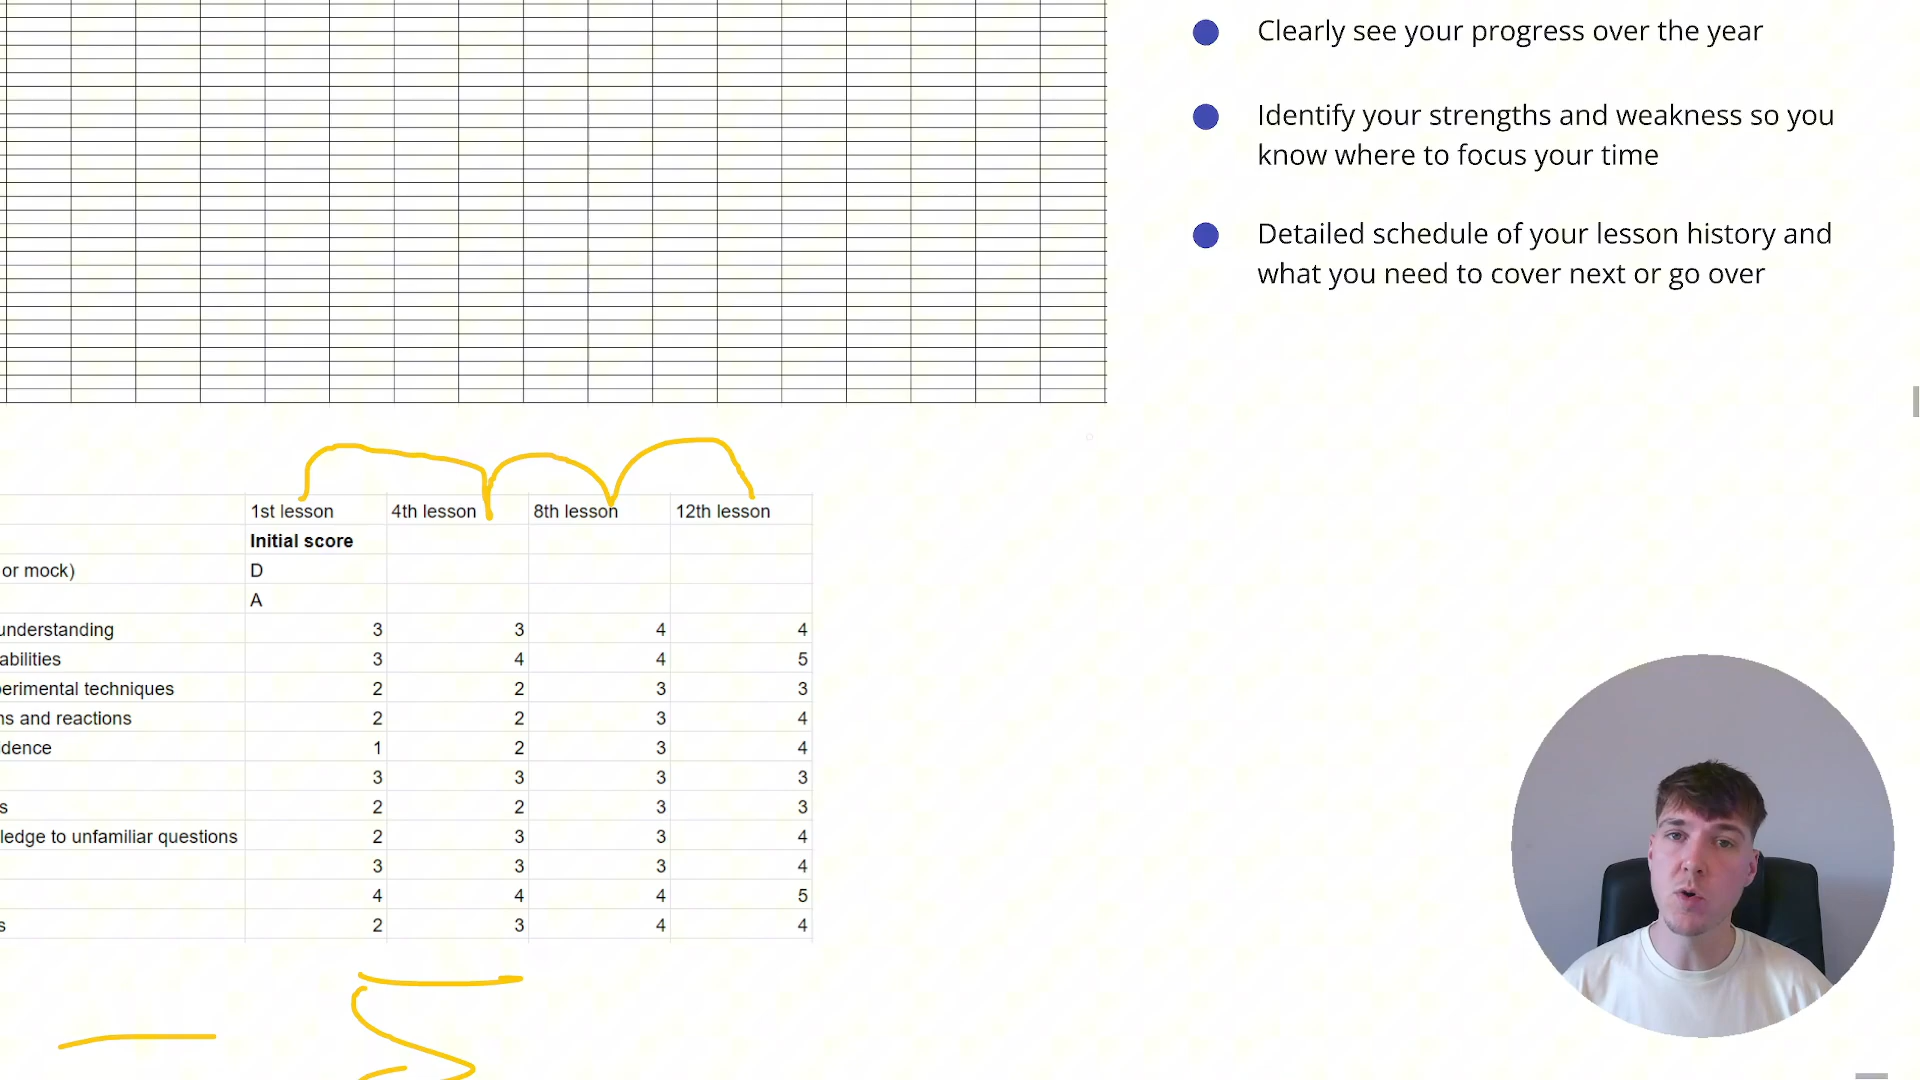 Clearly see your progress over the year
Identify your strengths and weakness so you
know where to focus your time
Detailed schedule of your lesson history and
what you need to cover next or go over
1st lesson 4th lesson 8th lesson 12th lesson
Initial score
or mock) D
A
understanding 3 3 4 4
abilities 3 4 4 5
perimental techniques 2 2 3 3
ns and reactions 2 2 3 4
idence 1 2 3 4
3 3 3 3
s 2 2 3 3
ledge to unfamiliar questions 2 3 3 4
3 3 3 4
4 4 4 5
s 2 3 4 4